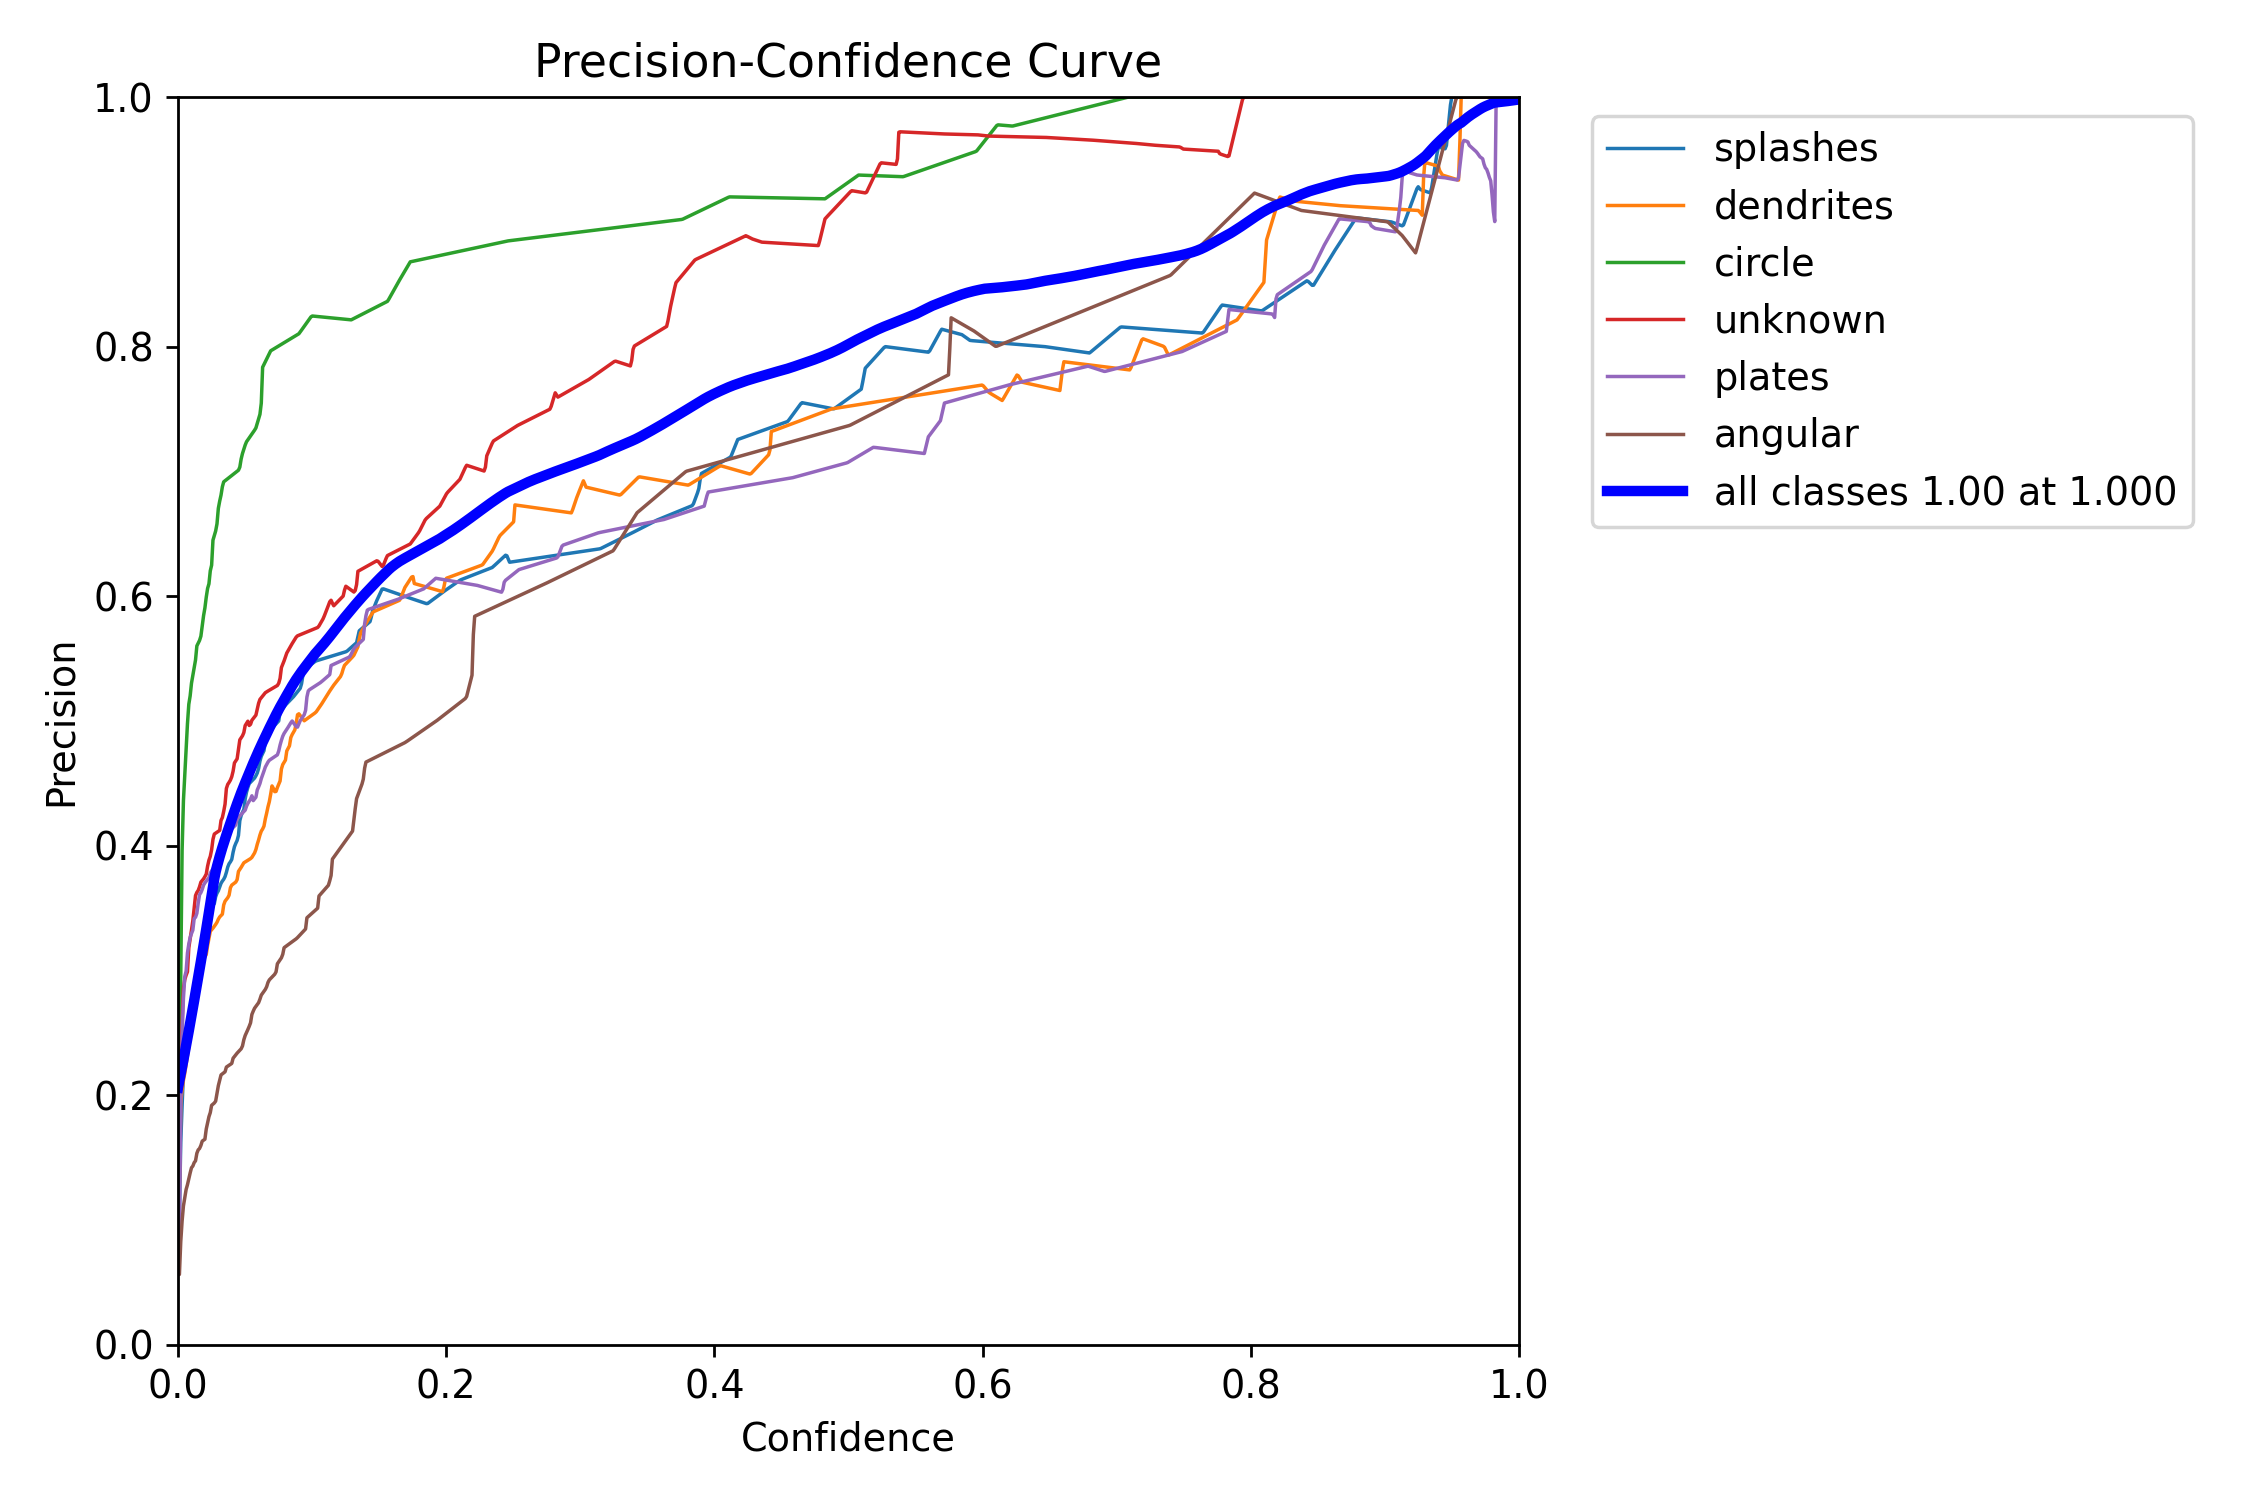 Precision-Confidence Curve
1.0
0.8
0.6
0.4
0.2
0.0
Precision
0.0 0.2 0.4 0.6 0.8 1.0
Confidence
splashes
dendrites
circle
unknown
plates
angular
all classes 1.00 at 1.000